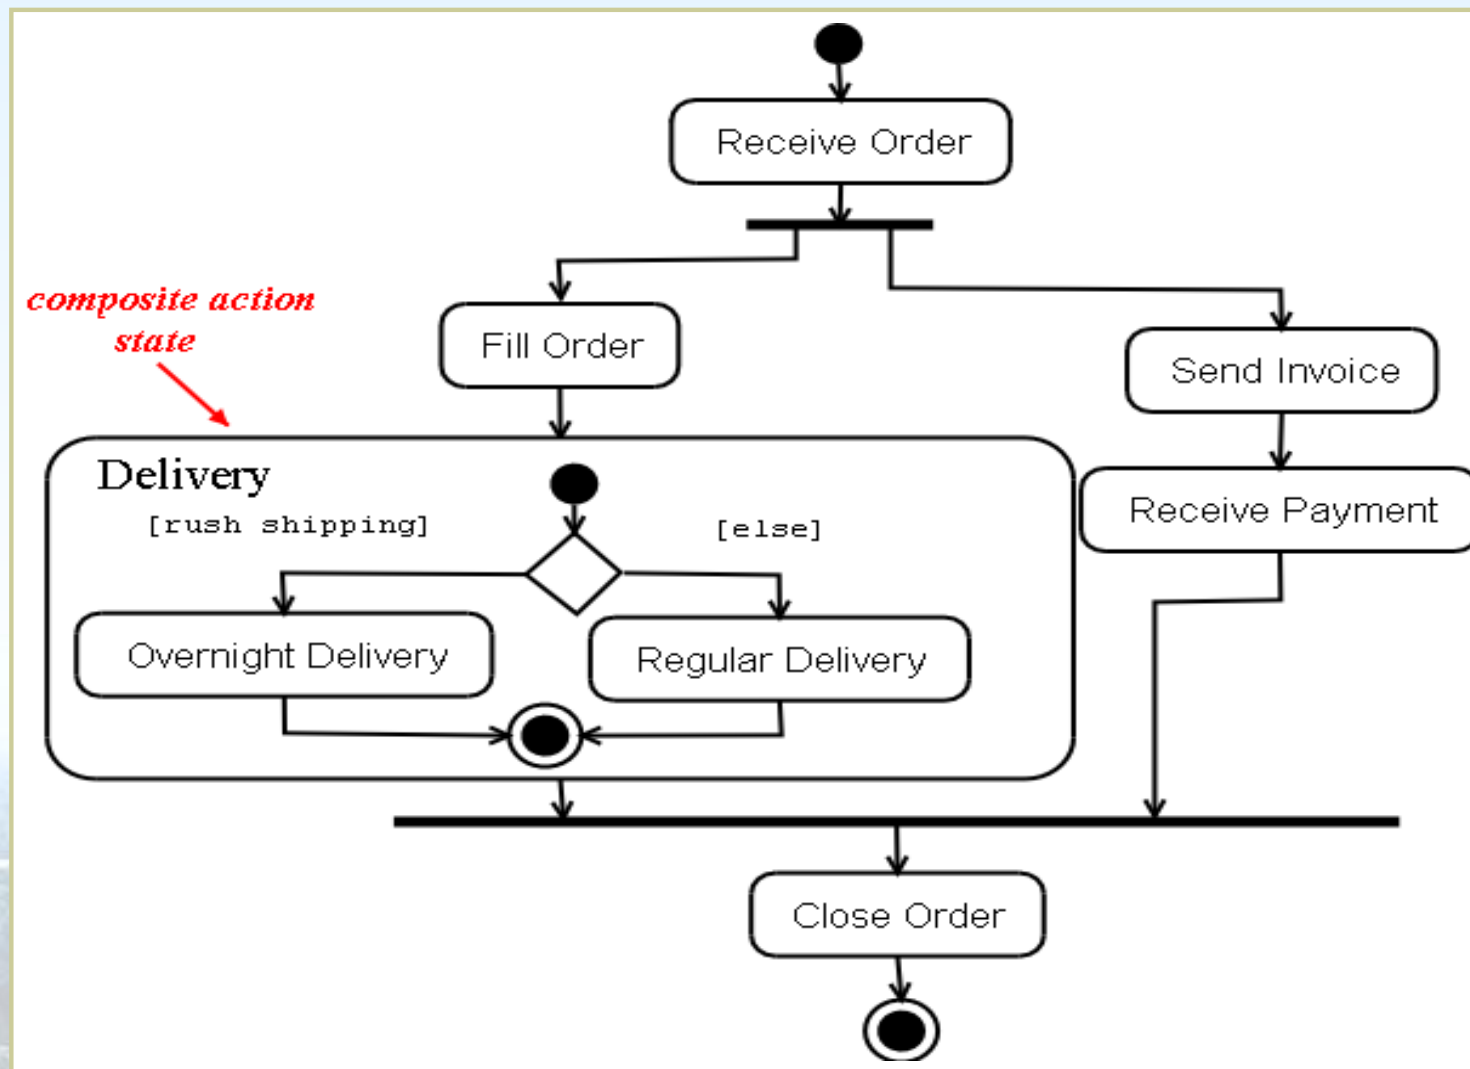 Receive Order
composite action
state
Fill Order
Send Invoice
Delivery
[rush shipping]
[else]
Receive Payment
Overnight Delivery
Regular Delivery
Close Order